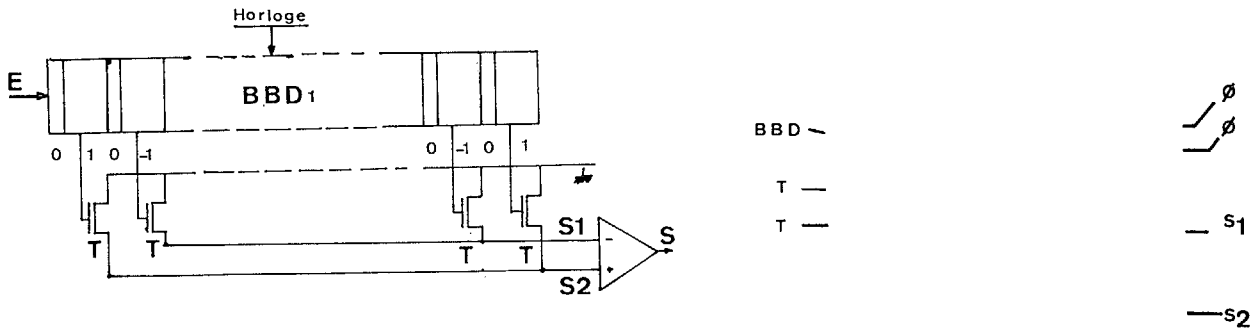 Horloge
E
BBD1
0 1 0 -1 0 -1 0 1
T T T T
S1
S2
S
BBD
T
T
ø
ø
S1
S2